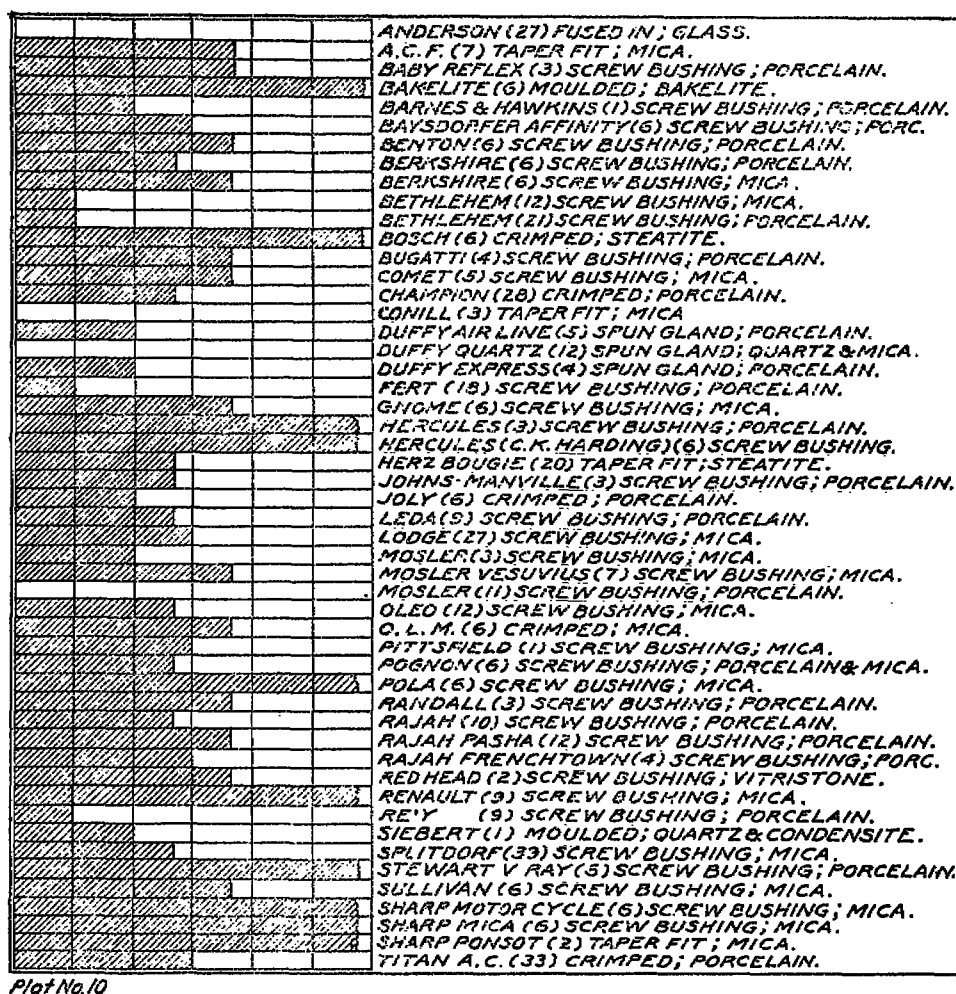 ANDERSON (27) FUSED IN; GLASS.
A.C.F. (7) TAPER FIT; MICA.
BABY REFLEX (3) SCREW BUSHING; PORCELAIN.
BAKELITE (6) MOULDED; BAKELITE.
BARNES & HAWKINS (1) SCREW BUSHING; PORCELAIN.
BAYSDORFER AFFINITY (6) SCREW BUSHING; PORC.
BENTON (6) SCREW BUSHING; PORCELAIN.
BERKSHIRE (6) SCREW BUSHING; PORCELAIN.
BERKSHIRE (6) SCREW BUSHING; MICA.
BETHLEHEM (12) SCREW BUSHING; MICA.
BETHLEHEM (21) SCREW BUSHING; PORCELAIN.
BOSCH (6) CRIMPED; STEATITE.
BUGATTI (4) SCREW BUSHING; PORCELAIN.
COMET (5) SCREW BUSHING; MICA.
CHAMPION (28) CRIMPED; PORCELAIN.
CONILL (3) TAPER FIT; MICA
DUFFY AIR LINE (5) SPUN GLAND; PORCELAIN.
DUFFY QUARTZ (12) SPUN GLAND; QUARTZ & MICA.
DUFFY EXPRESS (4) SPUN GLAND; PORCELAIN.
FERT (18) SCREW BUSHING; PORCELAIN.
GNOME (6) SCREW BUSHING; MICA.
HERCULES (3) SCREW BUSHING; PORCELAIN.
HERCULES (C.K. HARDING) (6) SCREW BUSHING.
HERZ BOUGIE (20) TAPER FIT; STEATITE.
JOHNS-MANVILLE (3) SCREW BUSHING; PORCELAIN.
JOLY (6) CRIMPED; PORCELAIN.
LEDA (9) SCREW BUSHING; PORCELAIN.
LODGE (27) SCREW BUSHING; MICA.
MOSLER (3) SCREW BUSHING; MICA.
MOSLER VESUVIUS (7) SCREW BUSHING; MICA.
MOSLER (11) SCREW BUSHING; PORCELAIN.
OLEO (12) SCREW BUSHING; MICA.
O.L.M. (6) CRIMPED; MICA.
PITTSFIELD (1) SCREW BUSHING; MICA.
POGNON (6) SCREW BUSHING; PORCELAIN & MICA.
POLA (6) SCREW BUSHING; MICA.
RANDALL (3) SCREW BUSHING; PORCELAIN.
RAJAH (10) SCREW BUSHING; PORCELAIN.
RAJAH PASHA (12) SCREW BUSHING; PORCELAIN.
RAJAH FRENCHTOWN (4) SCREW BUSHING; PORC.
RED HEAD (2) SCREW BUSHING; VITRISTONE.
RENAULT (9) SCREW BUSHING; MICA.
(9) SCREW BUSHING; PORCELAIN.
SIEBERT (1) MOULDED; QUARTZ & CONDENSITE.
SPLITDORF (33) SCREW BUSHING; MICA.
STEWART V RAY (5) SCREW BUSHING; PORCELAIN.
SULLIVAN (6) SCREW BUSHING; MICA.
SHARP MOTOR CYCLE (6) SCREW BUSHING; MICA.
SHARP MICA (6) SCREW BUSHING; MICA.
SHARP PONSOT (2) TAPER FIT; MICA.
TITAN A.C. (33) CRIMPED; PORCELAIN.
Plot No. 10